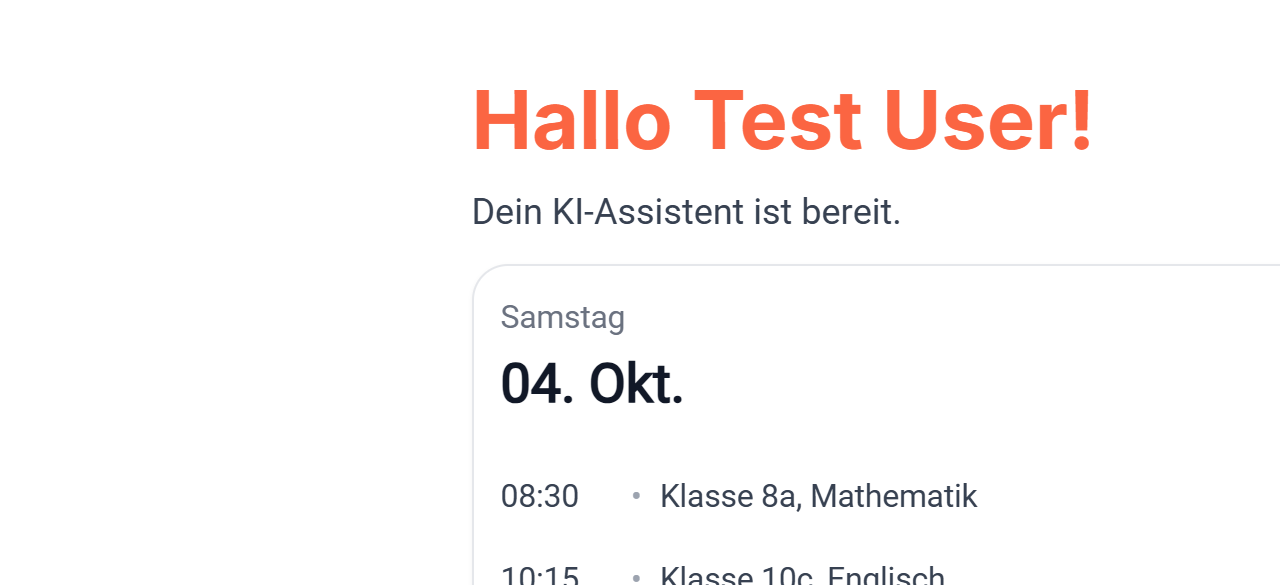 Hallo Test User!
Dein KI-Assistent ist bereit.
Samstag
04. Okt.
08:30 • Klasse 8a, Mathematik
10:15 • Klasse 10c, Englisch